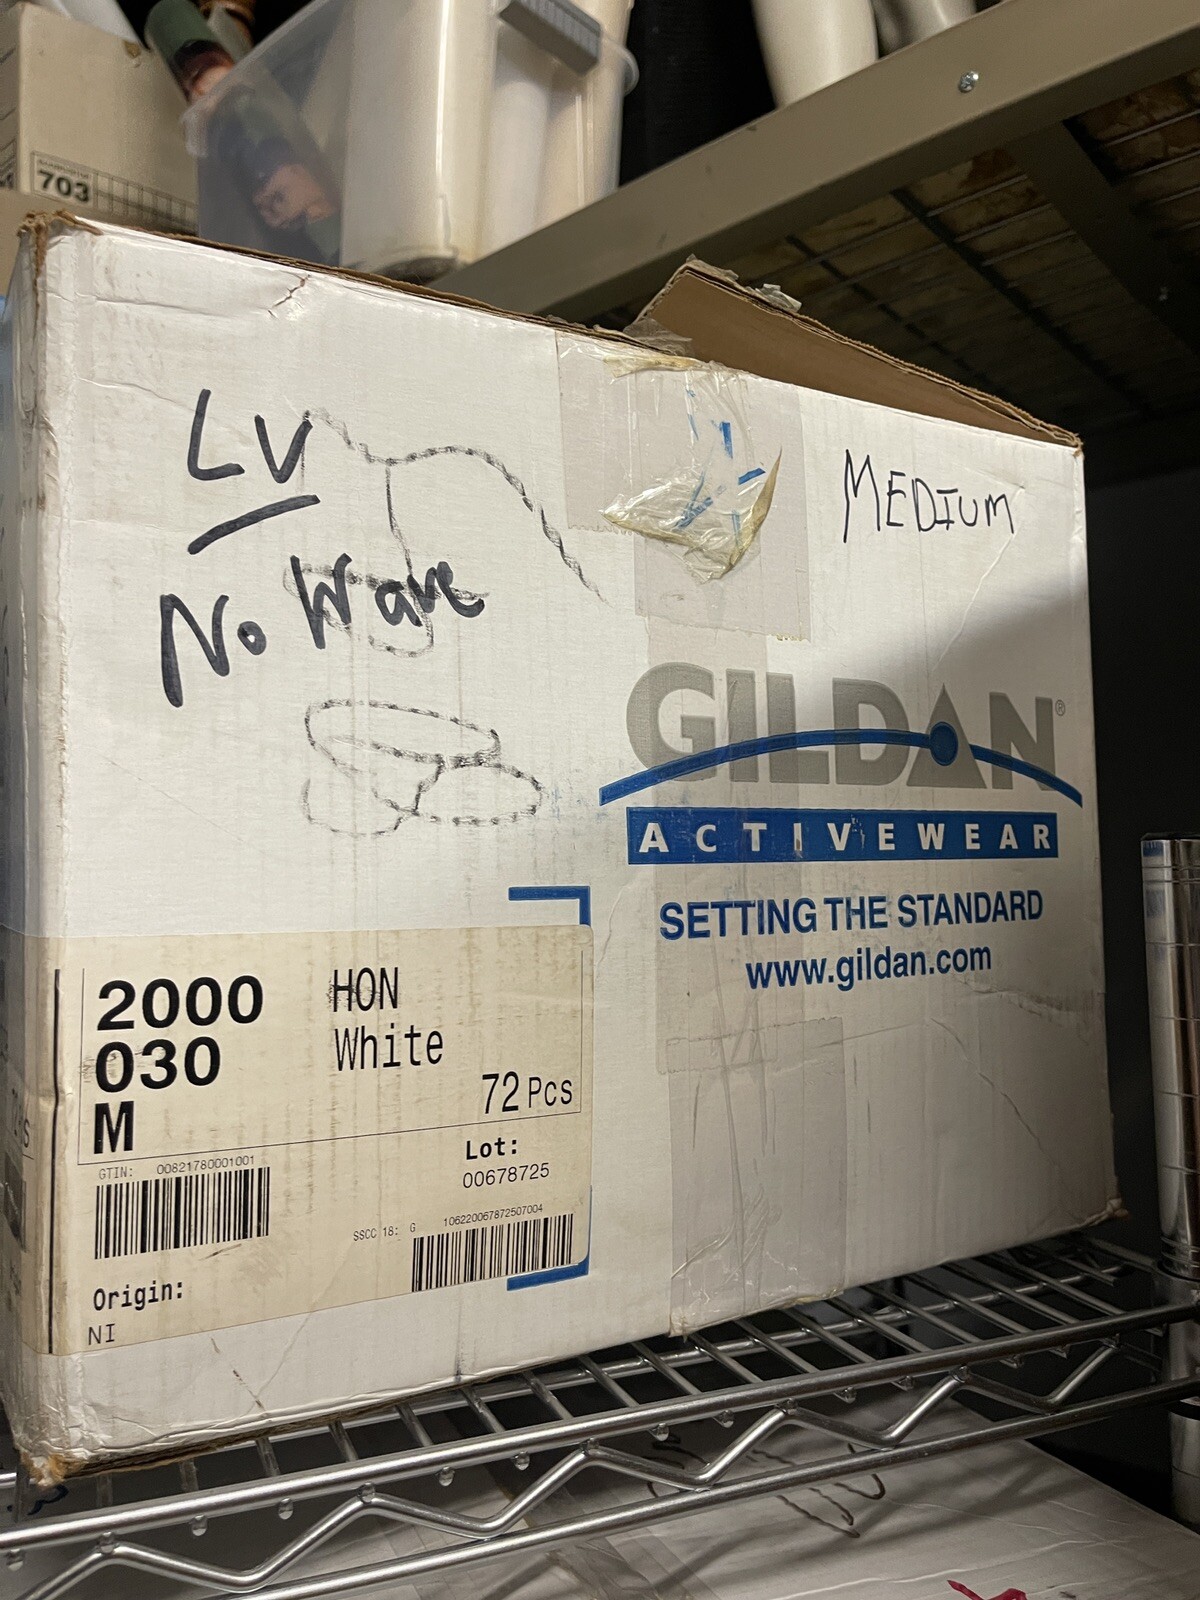 703
LV
No Wave
MEDIUM
GILDAN®
ACTIVEWEAR
SETTING THE STANDARD
www.gildan.com
2000
030
M
HON
White
72 Pcs
GTIN: 00821780001001
Lot:
00678725
SSCC 18: G 106220067872507004
Origin:
NI